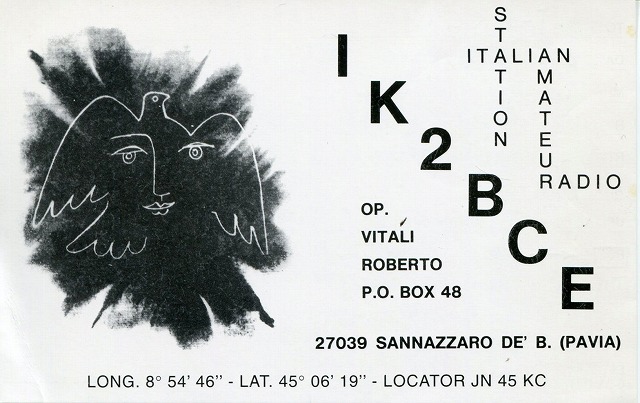 STATION
ITALIAN
AMATEUR
RADIO
IK2BCE
OP.
VITALI
ROBERTO
P.O. BOX 48
27039 SANNAZZARO DE' B. (PAVIA)
LONG. 8° 54' 46" - LAT. 45° 06' 19" - LOCATOR JN 45 KC